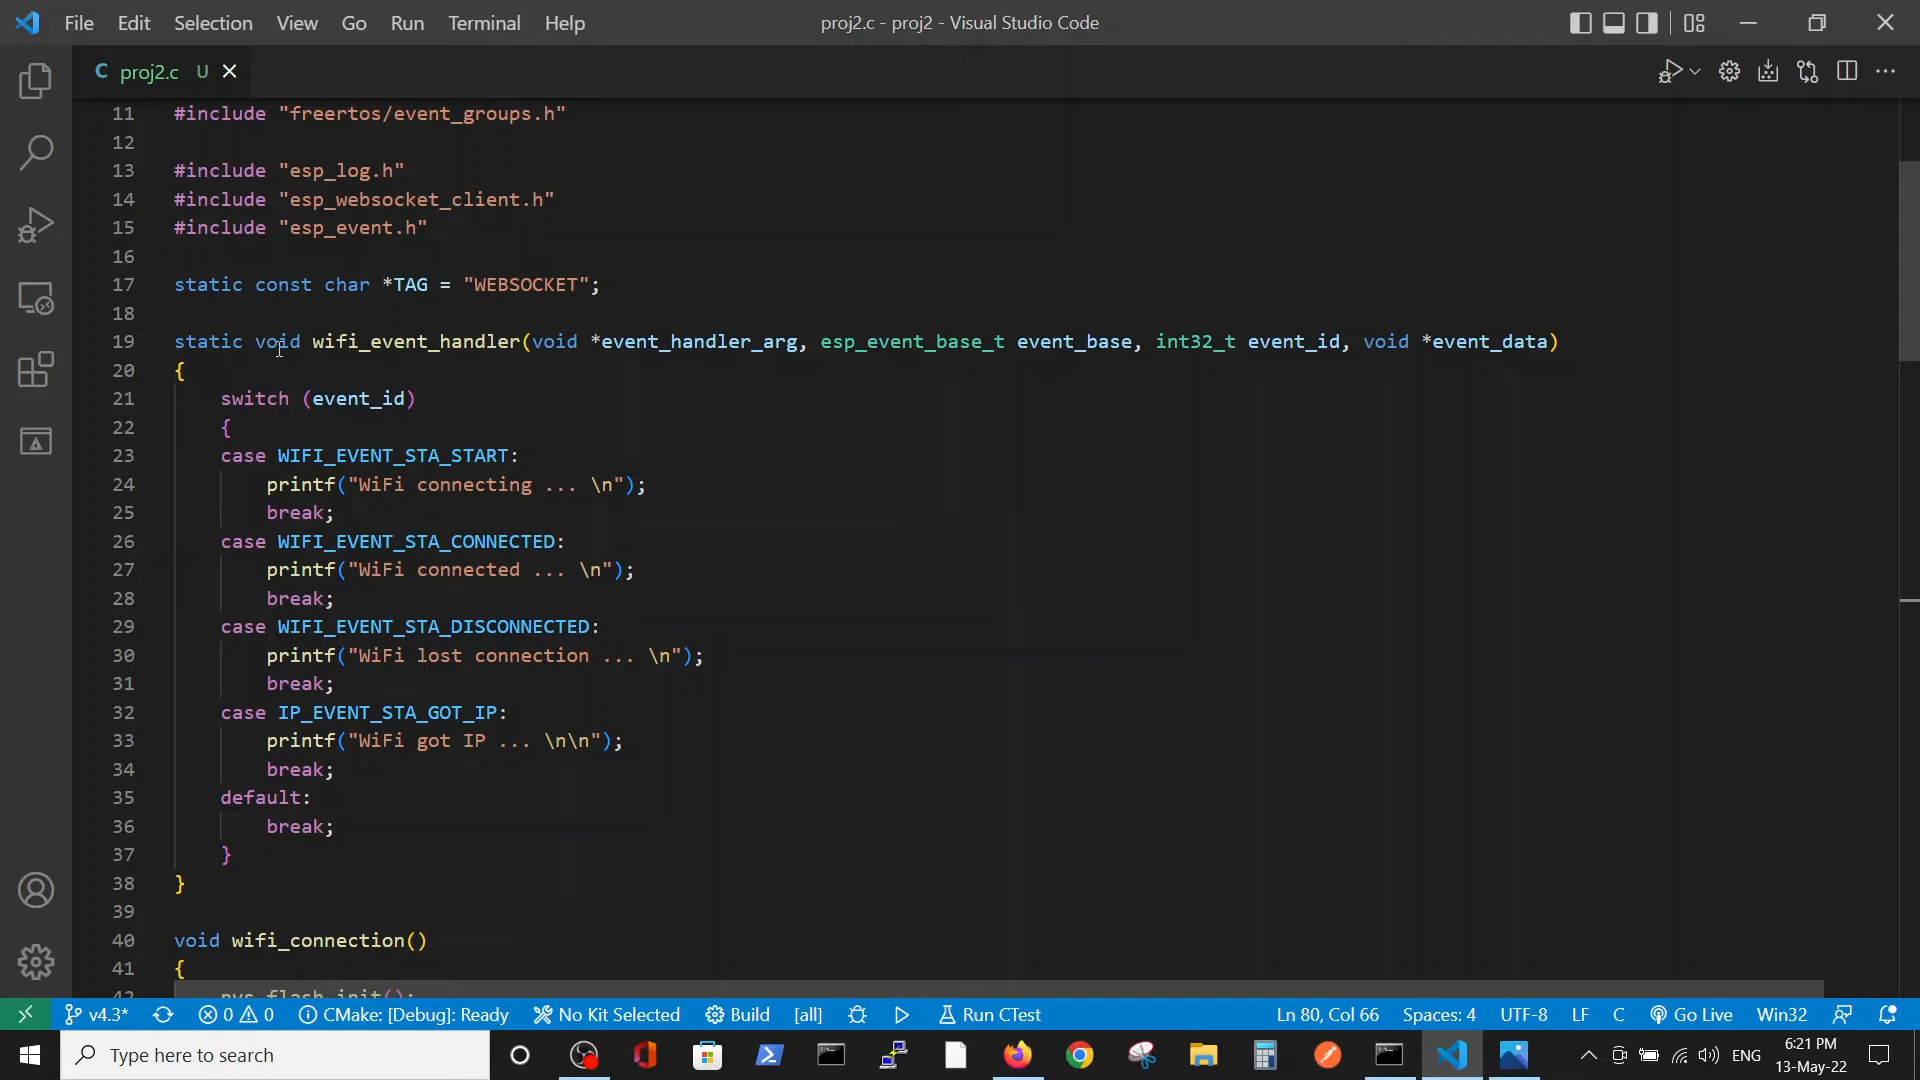 File Edit Selection View Go Run Terminal Help proj2.c - proj2 - Visual Studio Code
C proj2.c U
11 #include "freertos/event_groups.h"
12
13 #include "esp_log.h"
14 #include "esp_websocket_client.h"
15 #include "esp_event.h"
16
17 static const char *TAG = "WEBSOCKET";
18
19 static void wifi_event_handler(void *event_handler_arg, esp_event_base_t event_base, int32_t event_id, void *event_data)
20 {
21 switch (event_id)
22 {
23 case WIFI_EVENT_STA_START:
24 printf("WiFi connecting ... \n");
25 break;
26 case WIFI_EVENT_STA_CONNECTED:
27 printf("WiFi connected ... \n");
28 break;
29 case WIFI_EVENT_STA_DISCONNECTED:
30 printf("WiFi lost connection ... \n");
31 break;
32 case IP_EVENT_STA_GOT_IP:
33 printf("WiFi got IP ... \n\n");
34 break;
35 default:
36 break;
37 }
38 }
39
40 void wifi_connection()
41 {
42 nvs_flash_init();
v4.3* 0 0 CMake: [Debug]: Ready No Kit Selected Build [all] Run CTest Ln 80, Col 66 Spaces: 4 UTF-8 LF C Go Live Win32
Type here to search ENG 6:21 PM
13-May-22